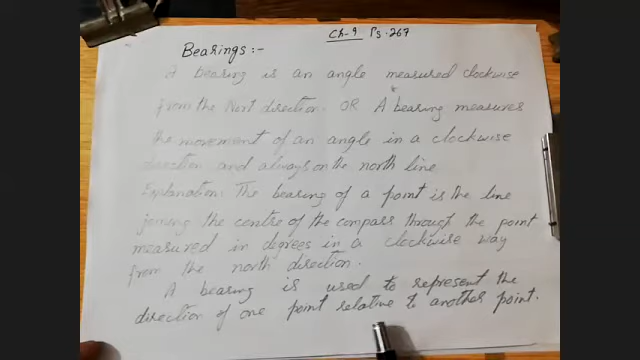 Ch-9 Pg.267
Bearings:-
A bearing is an angle measured clockwise
from the Nort direction. OR A bearing measures
the movement of an angle in a clockwise
direction and always on the north line.
Explanation: The bearing of a point is the line
joining the centre of the compass through the point
measured in degrees in a clockwise way
from the north direction.
A bearing is used to represent the
direction of one point relative to another point.